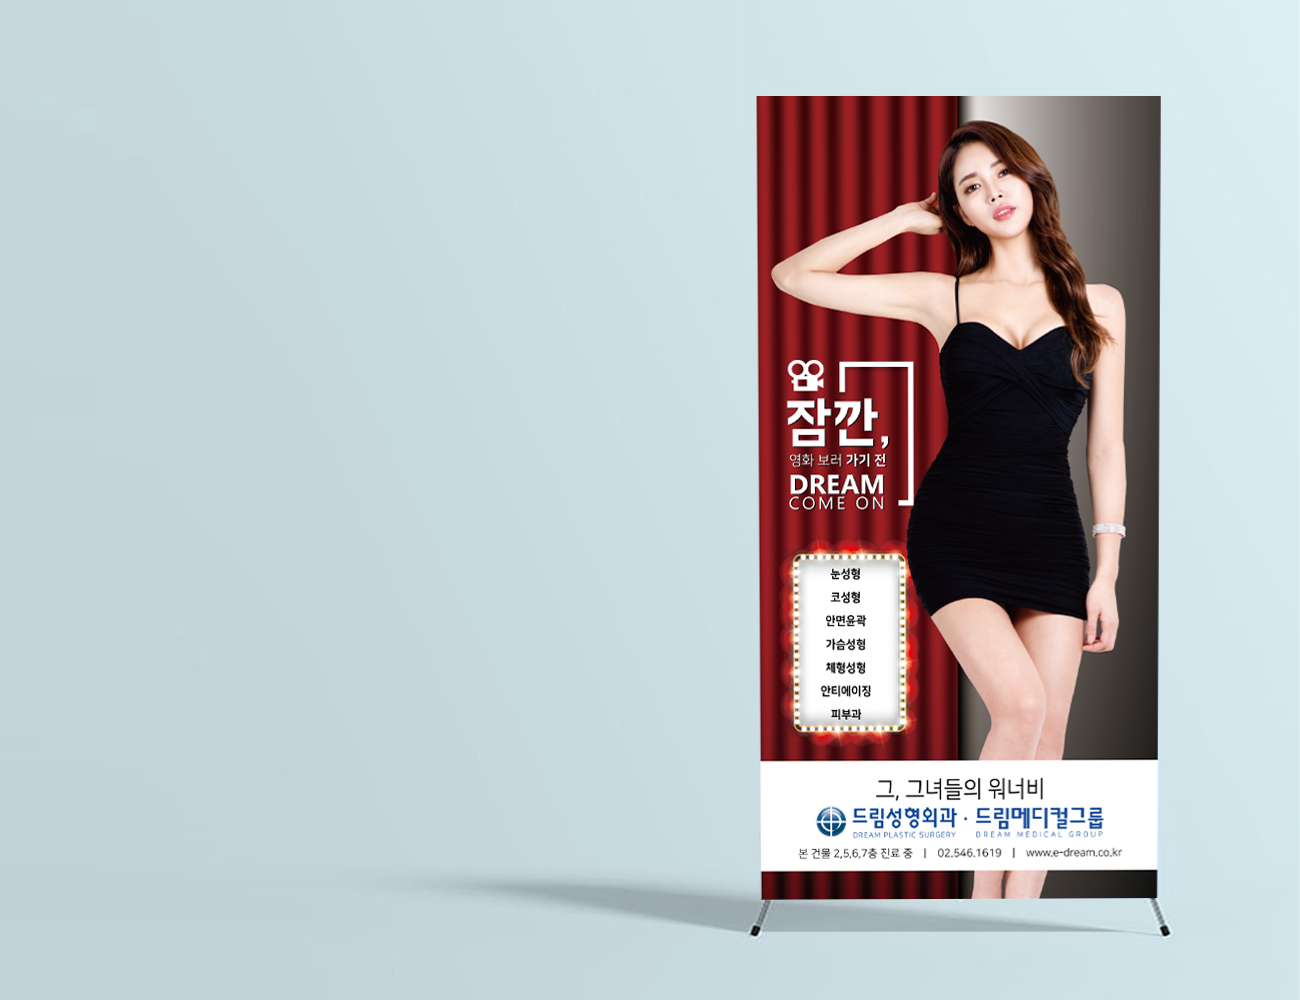 잠깐,
영화 보러 가기 전
DREAM
COME ON
눈성형
코성형
안면윤곽
가슴성형
체형성형
안티에이징
피부과
그, 그녀들의 워너비
드림성형외과 · 드림메디컬그룹
DREAM PLASTIC SURGERY DREAM MEDICAL GROUP
본 건물 2,5,6,7층 진료 중 | 02.546.1619 | www.e-dream.co.kr